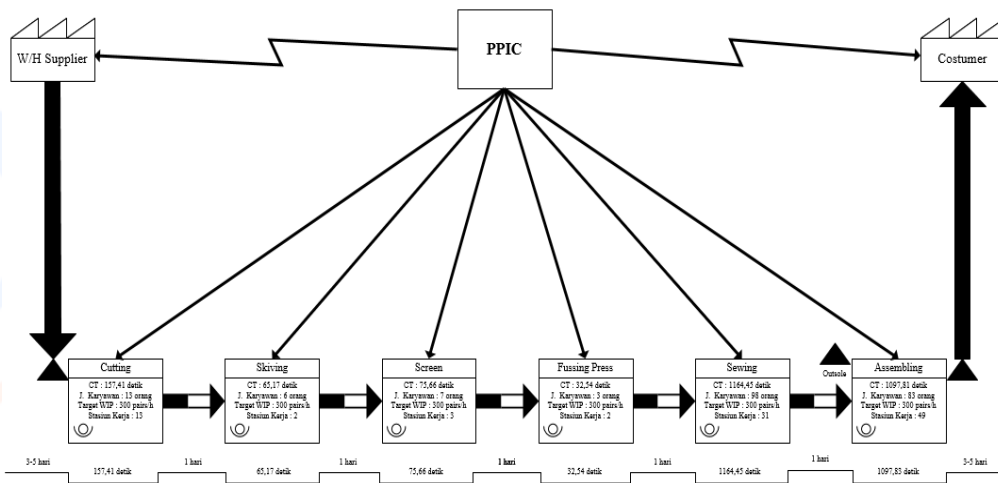 W/H Supplier
PPIC
Costumer
Cutting
CT : 157,41 detik
J. Karyawan : 13 orang
Target WIP : 300 pairs/h
Stasiun Kerja : 15
Skiving
CT : 65,17 detik
J. Karyawan : 6 orang
Target WIP : 300 pairs/h
Stasiun Kerja : 2
Screen
CT : 75,66 detik
J. Karyawan : 7 orang
Target WIP : 300 pairs/h
Stasiun Kerja : 3
Fussing Press
CT : 32,54 detik
J. Karyawan : 3 orang
Target WIP : 300 pairs/h
Stasiun Kerja : 2
Sewing
CT : 1164,45 detik
J. Karyawan : 98 orang
Target WIP : 300 pairs/h
Stasiun Kerja : 31
Outsole
Assembling
CT : 1097,81 detik
J. Karyawan : 83 orang
Target WIP : 300 pairs/h
Stasiun Kerja : 49
3-5 hari
157,41 detik
1 hari
65,17 detik
1 hari
75,66 detik
1 hari
32,54 detik
1 hari
1164,45 detik
1 hari
1097,83 detik
3-5 hari